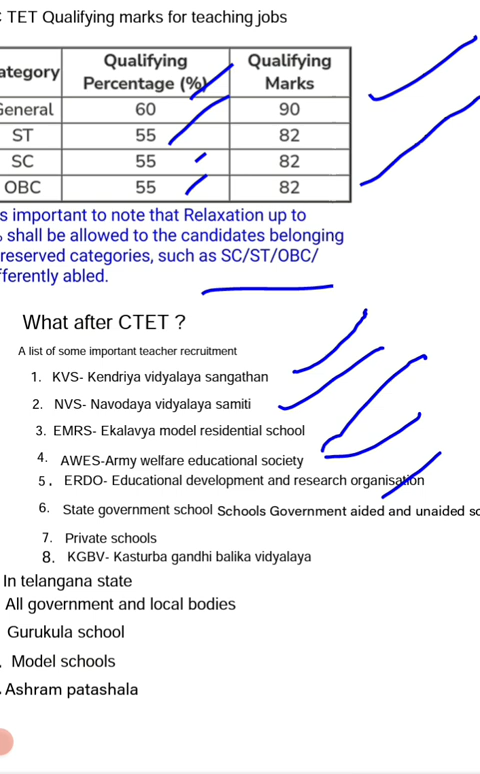 TET Qualifying marks for teaching jobs
ategory Qualifying Percentage (%) Qualifying Marks
General 60 90
ST 55 82
SC 55 82
OBC 55 82
s important to note that Relaxation up to
shall be allowed to the candidates belonging
reserved categories, such as SC/ST/OBC/
fferently abled.
What after CTET ?
A list of some important teacher recruitment
1. KVS- Kendriya vidyalaya sangathan
2. NVS- Navodaya vidyalaya samiti
3. EMRS- Ekalavya model residential school
4. AWES-Army welfare educational society
5. ERDO- Educational development and research organisation
6. State government school Schools Government aided and unaided sc
7. Private schools
8. KGBV- Kasturba gandhi balika vidyalaya
In telangana state
All government and local bodies
Gurukula school
Model schools
Ashram patashala